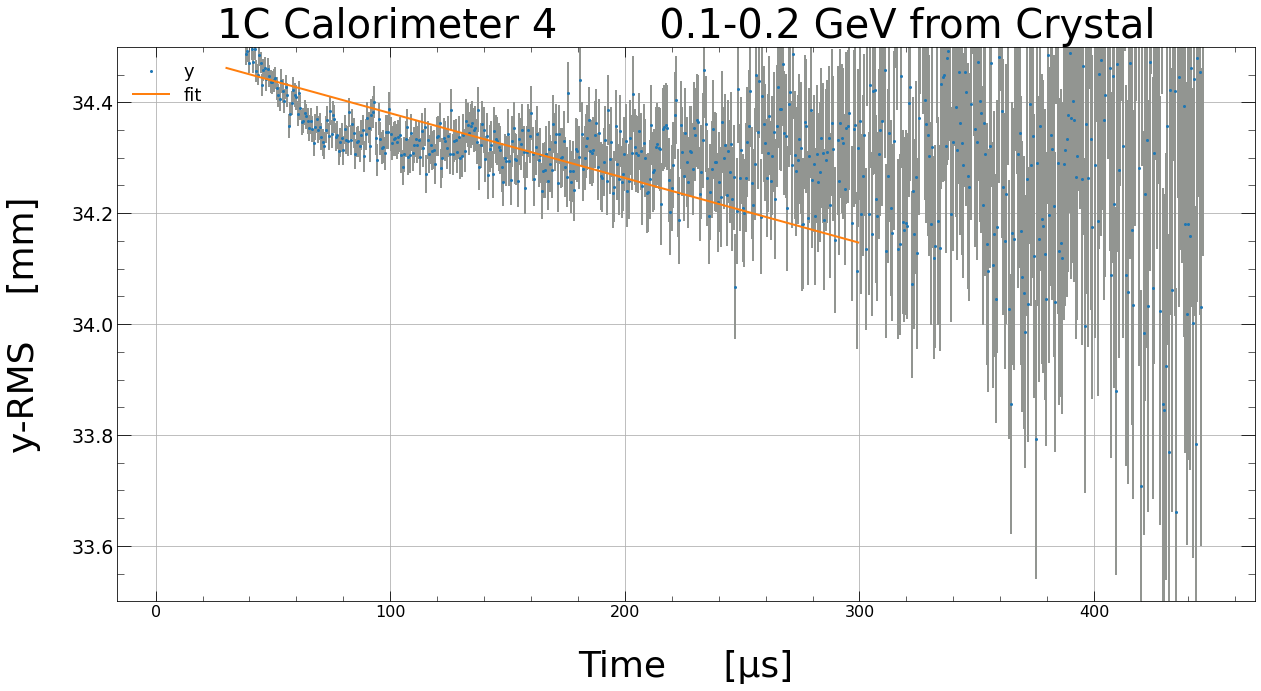 1C Calorimeter 4 0.1-0.2 GeV from Crystal
y
fit
y-RMS [mm]
34.4
34.2
34.0
33.8
33.6
0 100 200 300 400
Time [μs]